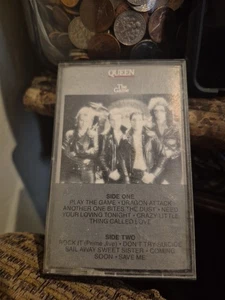 QUEEN
The Game
SIDE ONE
PLAY THE GAME • DRAGON ATTACK
ANOTHER ONE BITES THE DUST • NEED
YOUR LOVING TONIGHT • CRAZY LITTLE
THING CALLED LOVE
SIDE TWO
ROCK IT (Prime Jive) • DON'T TRY SUICIDE
SAIL AWAY SWEET SISTER • COMING
SOON • SAVE ME